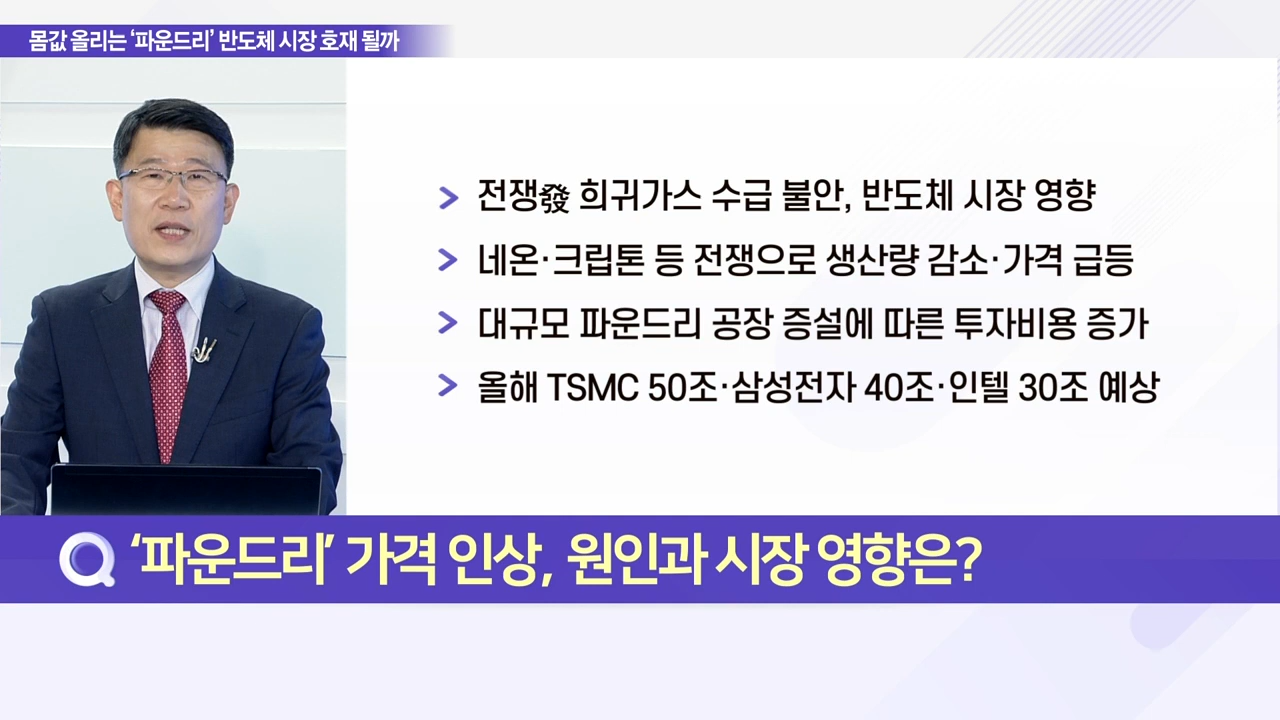 몸값 올리는 ‘파운드리’ 반도체 시장 호재 될까
전쟁發 희귀가스 수급 불안, 반도체 시장 영향
네온·크립톤 등 전쟁으로 생산량 감소·가격 급등
대규모 파운드리 공장 증설에 따른 투자비용 증가
올해 TSMC 50조·삼성전자 40조·인텔 30조 예상
Q ‘파운드리’ 가격 인상, 원인과 시장 영향은?